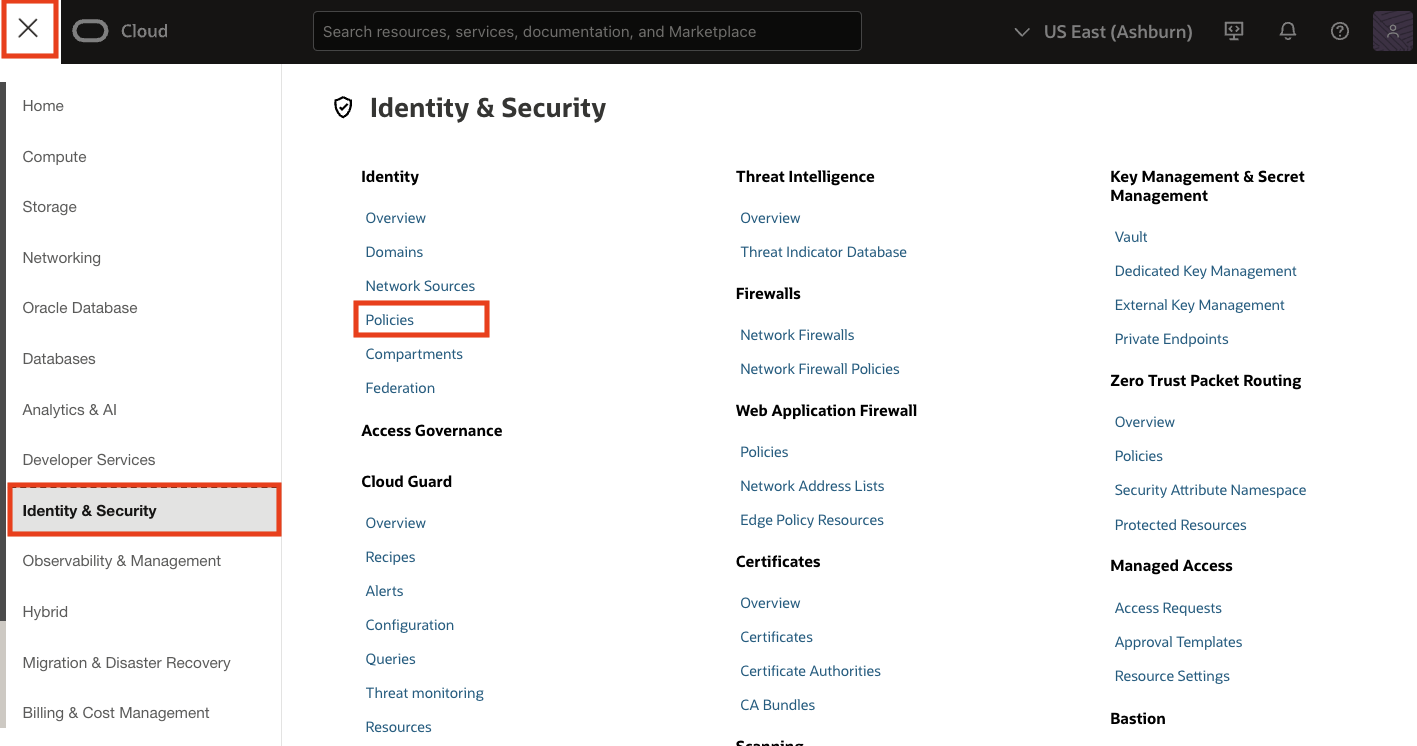 Cloud
Search resources, services, documentation, and Marketplace
US East (Ashburn)
Home
Compute
Storage
Networking
Oracle Database
Databases
Analytics & AI
Developer Services
Identity & Security
Observability & Management
Hybrid
Migration & Disaster Recovery
Billing & Cost Management
Identity & Security
Identity
Overview
Domains
Network Sources
Policies
Compartments
Federation
Access Governance
Cloud Guard
Overview
Recipes
Alerts
Configuration
Queries
Threat monitoring
Resources
Threat Intelligence
Overview
Threat Indicator Database
Firewalls
Network Firewalls
Network Firewall Policies
Web Application Firewall
Policies
Network Address Lists
Edge Policy Resources
Certificates
Overview
Certificates
Certificate Authorities
CA Bundles
Scanning
Key Management & Secret
Management
Vault
Dedicated Key Management
External Key Management
Private Endpoints
Zero Trust Packet Routing
Overview
Policies
Security Attribute Namespace
Protected Resources
Managed Access
Access Requests
Approval Templates
Resource Settings
Bastion